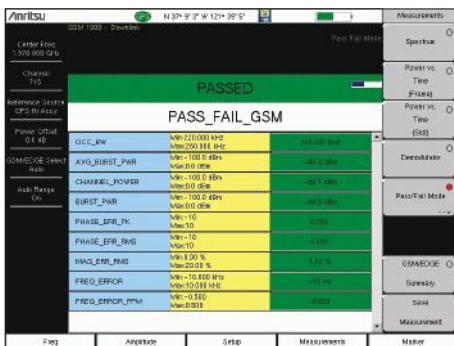 Anritsu
GPS
N 37° 9' 3" W 121° 39' 5"
Measurements
GSM 1900 - Downlink
Pass Fail Mode
Center Freq
1.970 000 GHz
Channel
715
Reference Source
GPS Hi Accy
Power Offset
0.0 dB
GSM/EDGE Select
Auto
Auto Range
On
PASSED
PASS_FAIL_GSM
OCC_BW
Min:220.000 kHz
Max:260.000 kHz
AVG_BURST_PWR
Min:-100.0 dBm
Max:0.0 dBm
CHANNEL_POWER
Min:-100.0 dBm
Max:0.0 dBm
BURST_PWR
Min:-100.0 dBm
Max:0.0 dBm
PHASE_ERR_PK
Min:-10
Max:10
PHASE_ERR_RMS
Min:-10
Max:10
MAG_ERR_RMS
Min:0.00 %
Max:20.00 %
FREQ_ERROR
Min:-10.000 kHz
Max:10.000 kHz
FREQ_ERROR_PPM
Min:-0.500
Max:0.500
Spectrum
Power vs.
Time
(Frame)
Power vs.
Time
(Slot)
Demodulator
Pass/Fail Mode
GSM/EDGE
Summary
Save
Measurement
Freq
Amplitude
Setup
Measurements
Marker